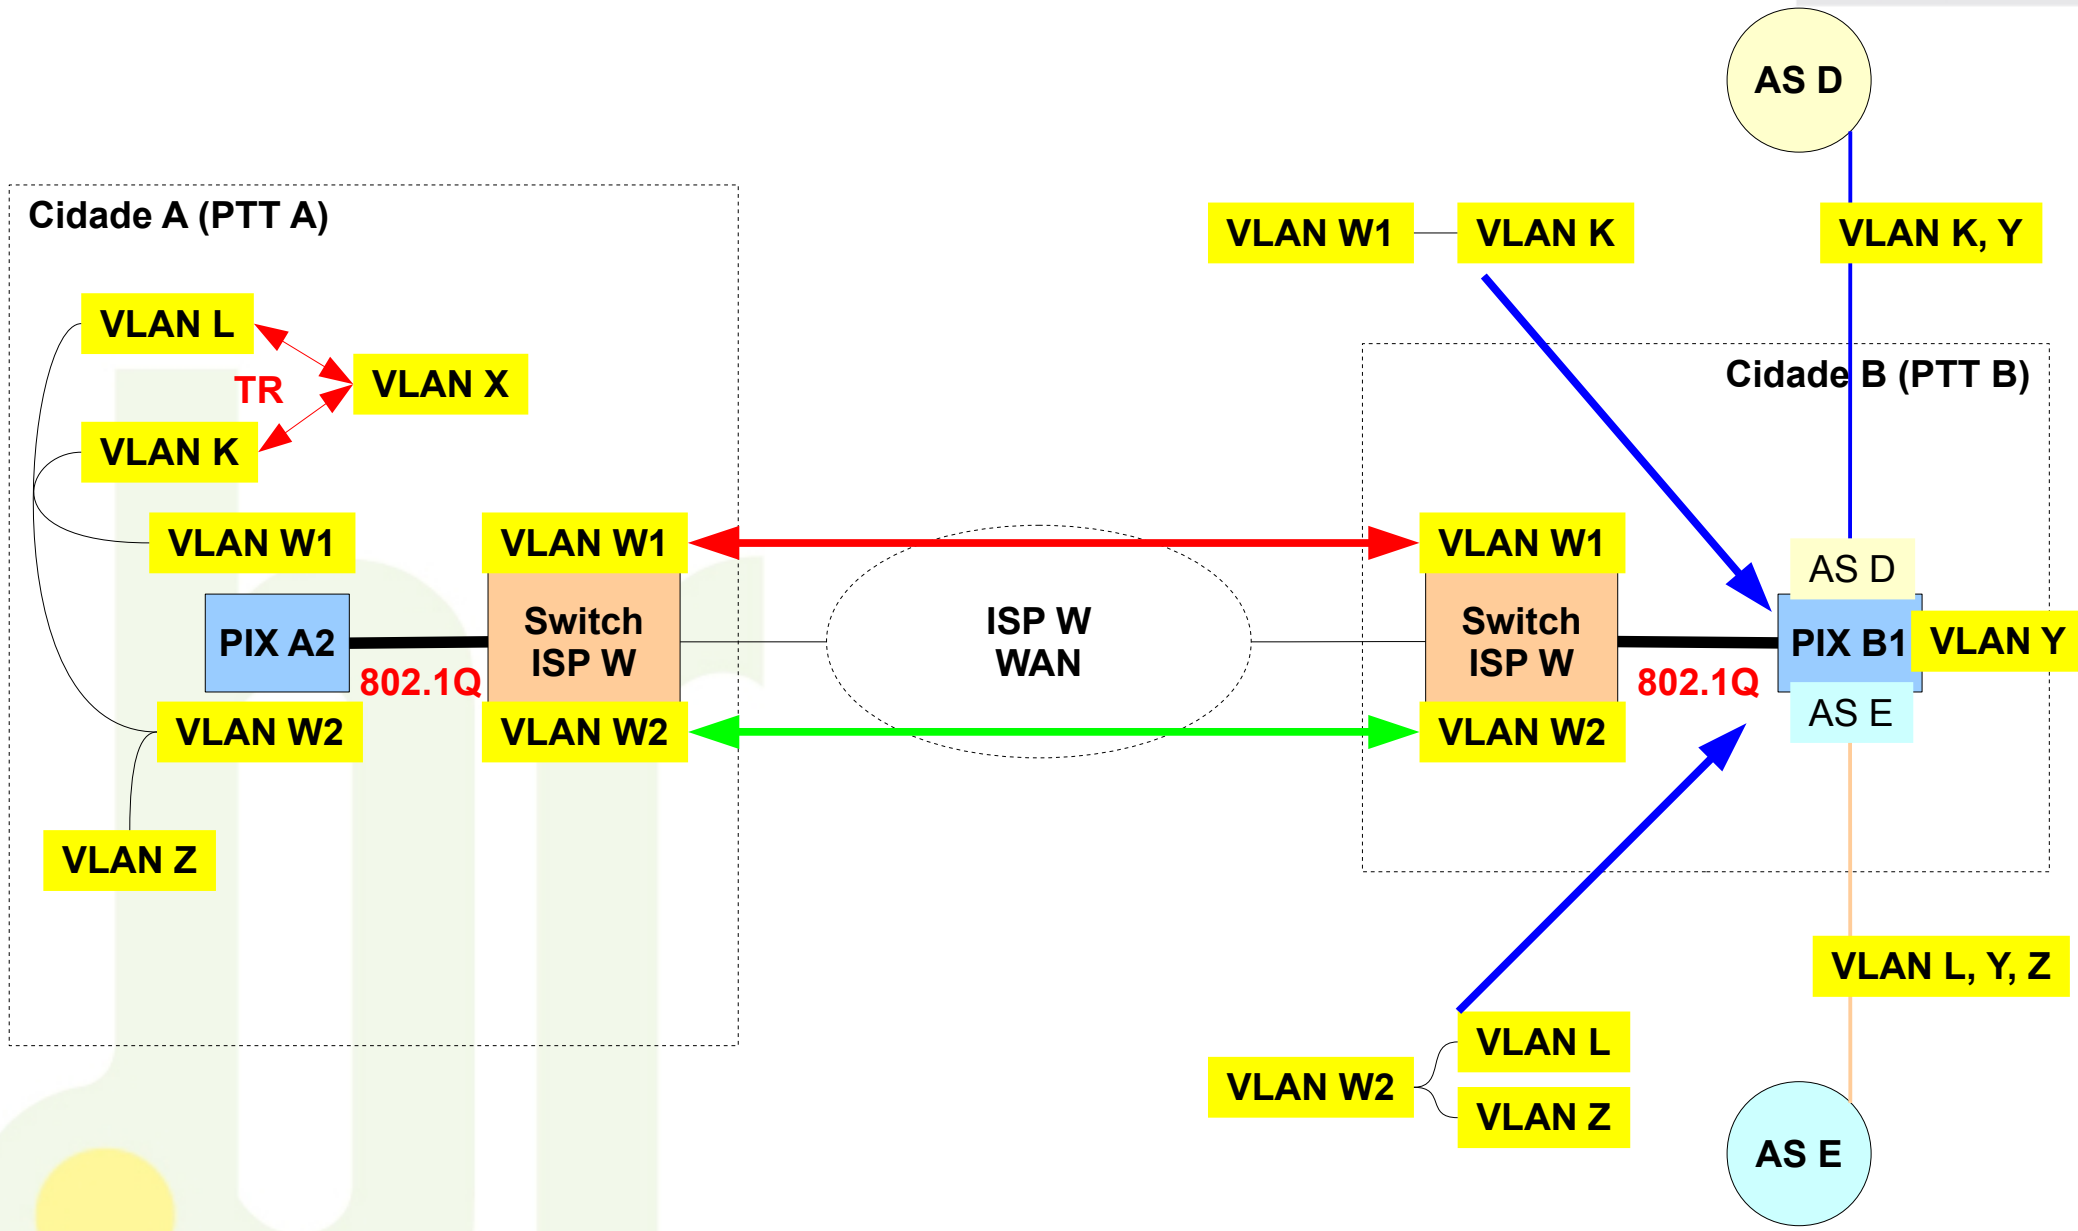 AS D
Cidade A (PTT A)
VLAN W1
VLAN K
VLAN K, Y
VLAN L
TR
VLAN X
VLAN K
Cidade B (PTT B)
VLAN W1
VLAN W1
VLAN W1
AS D
PIX A2
802.1Q
Switch
ISP W
ISP W
WAN
Switch
ISP W
802.1Q
PIX B1
VLAN Y
AS E
VLAN W2
VLAN W2
VLAN W2
VLAN Z
VLAN L, Y, Z
VLAN W2
VLAN L
VLAN Z
AS E